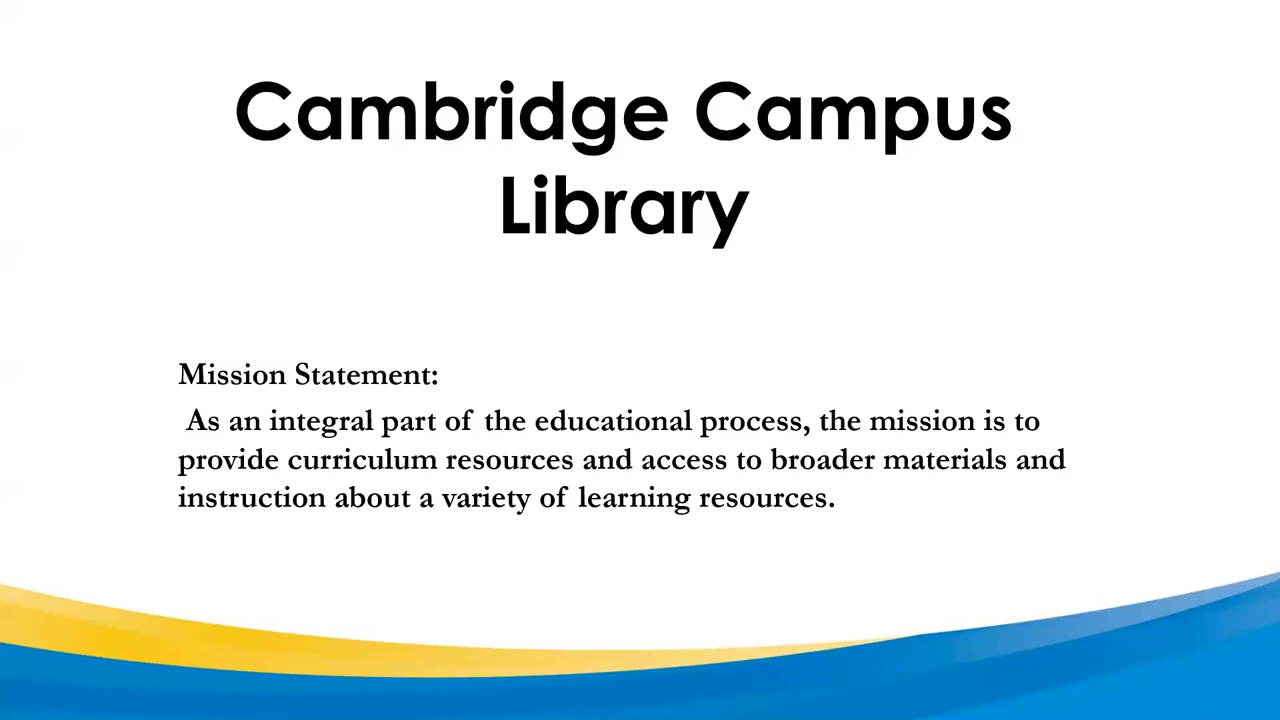 Cambridge Campus
Library
Mission Statement:
As an integral part of the educational process, the mission is to
provide curriculum resources and access to broader materials and
instruction about a variety of learning resources.